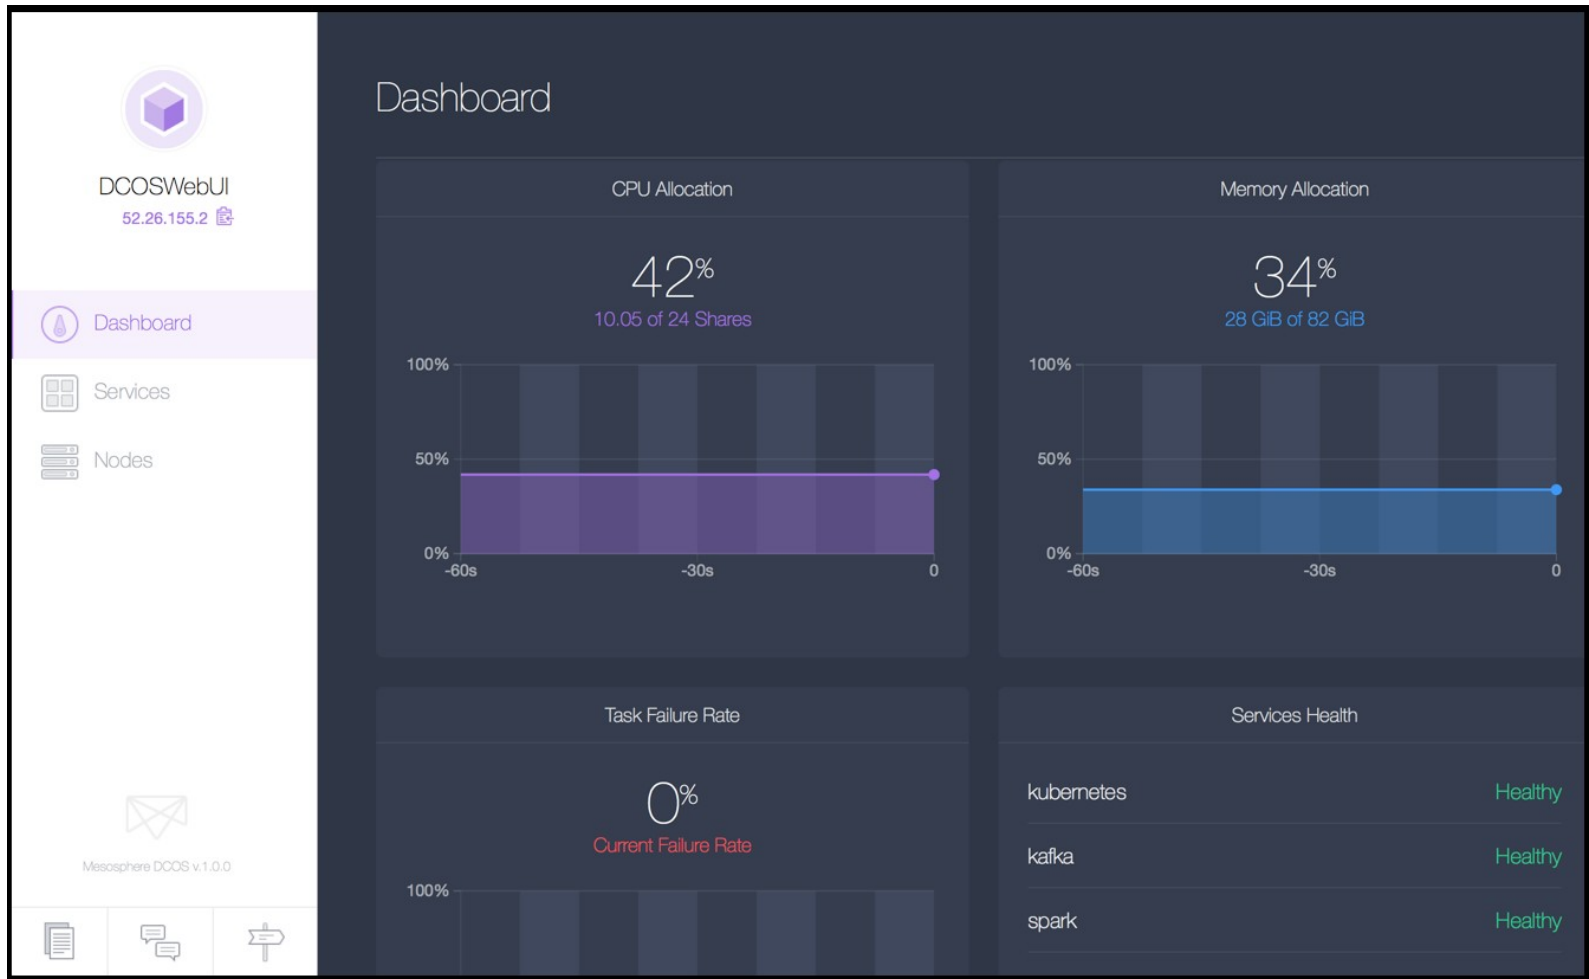 DCOSWebUI
52.26.155.2
Dashboard
Services
Nodes
Mesosphere DCOS v.1.0.0
Dashboard
CPU Allocation
42%
10.05 of 24 Shares
100%
50%
0%
-60s -30s 0
Memory Allocation
34%
28 GiB of 82 GiB
100%
50%
0%
-60s -30s 0
Task Failure Rate
0%
Current Failure Rate
100%
Services Health
kubernetes Healthy
kafka Healthy
spark Healthy